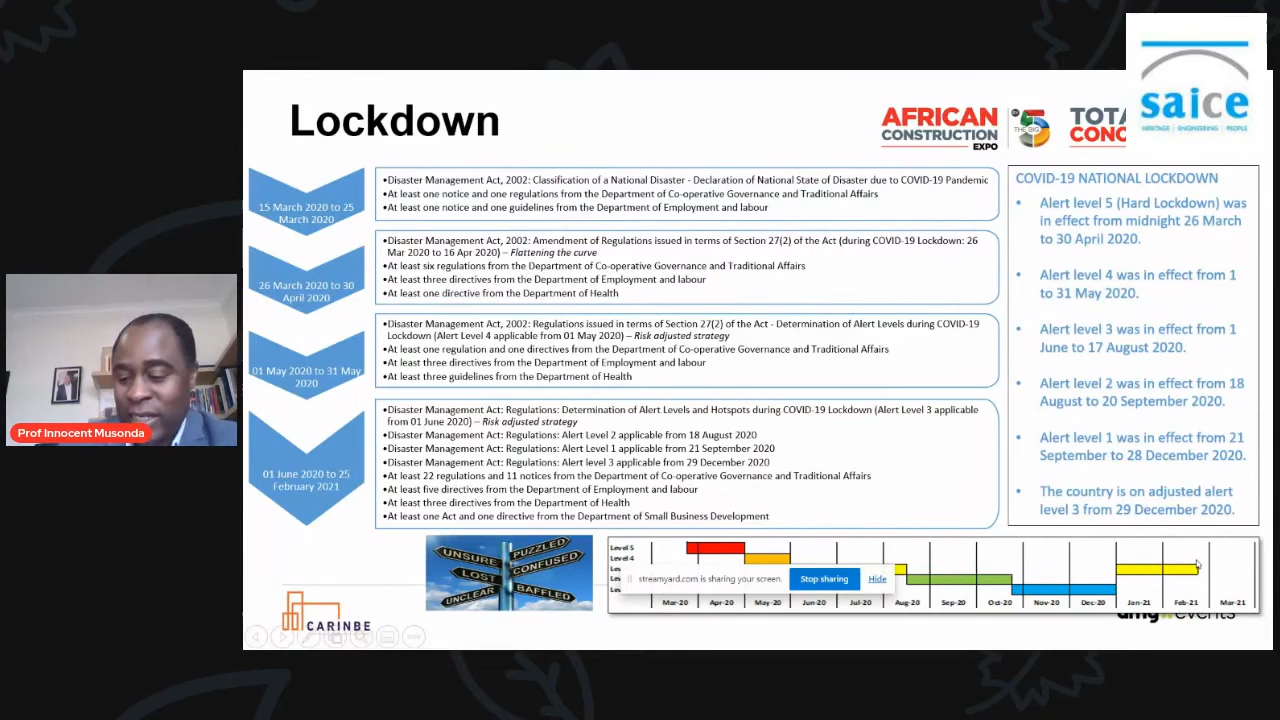 saice
HERITAGE | ENGINEERING | PEOPLE
Lockdown
AFRICAN
CONSTRUCTION
EXPO
BY
THE BIG
5
TOTA
CONC
15 March 2020 to 25
March 2020
•Disaster Management Act, 2002: Classification of a National Disaster - Declaration of National State of Disaster due to COVID-19 Pandemic
•At least one notice and one regulations from the Department of Co-operative Governance and Traditional Affairs
•At least one notice and one guidelines from the Department of Employment and labour
26 March 2020 to 30
April 2020
•Disaster Management Act, 2002: Amendment of Regulations issued in terms of Section 27(2) of the Act (during COVID-19 Lockdown: 26
Mar 2020 to 16 Apr 2020) – Flattening the curve
•At least six regulations from the Department of Co-operative Governance and Traditional Affairs
•At least three directives from the Department of Employment and labour
•At least one directive from the Department of Health
01 May 2020 to 31 May
2020
•Disaster Management Act, 2002: Regulations issued in terms of Section 27(2) of the Act - Determination of Alert Levels during COVID-19
Lockdown (Alert Level 4 applicable from 01 May 2020) – Risk adjusted strategy
•At least one regulation and one directives from the Department of Co-operative Governance and Traditional Affairs
•At least three directives from the Department of Employment and labour
•At least three guidelines from the Department of Health
01 June 2020 to 25
February 2021
•Disaster Management Act: Regulations: Determination of Alert Levels and Hotspots during COVID-19 Lockdown (Alert Level 3 applicable
from 01 June 2020) – Risk adjusted strategy
•Disaster Management Act: Regulations: Alert Level 2 applicable from 18 August 2020
•Disaster Management Act: Regulations: Alert Level 1 applicable from 21 September 2020
•Disaster Management Act: Regulations: Alert level 3 applicable from 29 December 2020
•At least 22 regulations and 11 notices from the Department of Co-operative Governance and Traditional Affairs
•At least five directives from the Department of Employment and labour
•At least three directives from the Department of Health
•At least one Act and one directive from the Department of Small Business Development
COVID-19 NATIONAL LOCKDOWN
• Alert level 5 (Hard Lockdown) was
in effect from midnight 26 March
to 30 April 2020.
• Alert level 4 was in effect from 1
to 31 May 2020.
• Alert level 3 was in effect from 1
June to 17 August 2020.
• Alert level 2 was in effect from 18
August to 20 September 2020.
• Alert level 1 was in effect from 21
September to 28 December 2020.
• The country is on adjusted alert
level 3 from 29 December 2020.
Prof Innocent Musonda
UNSURE
PUZZLED
LOST
CONFUSED
UNCLEAR
BAFFLED
Level 5
Level 4
streamyard.com is sharing your screen.
Stop sharing
Hide
Mar-20 Apr-20 May-20 Jun-20 Jul-20 Aug-20 Sep-20 Oct-20 Nov-20 Dec-20 Jan-21 Feb-21 Mar-21
CARINBE
events